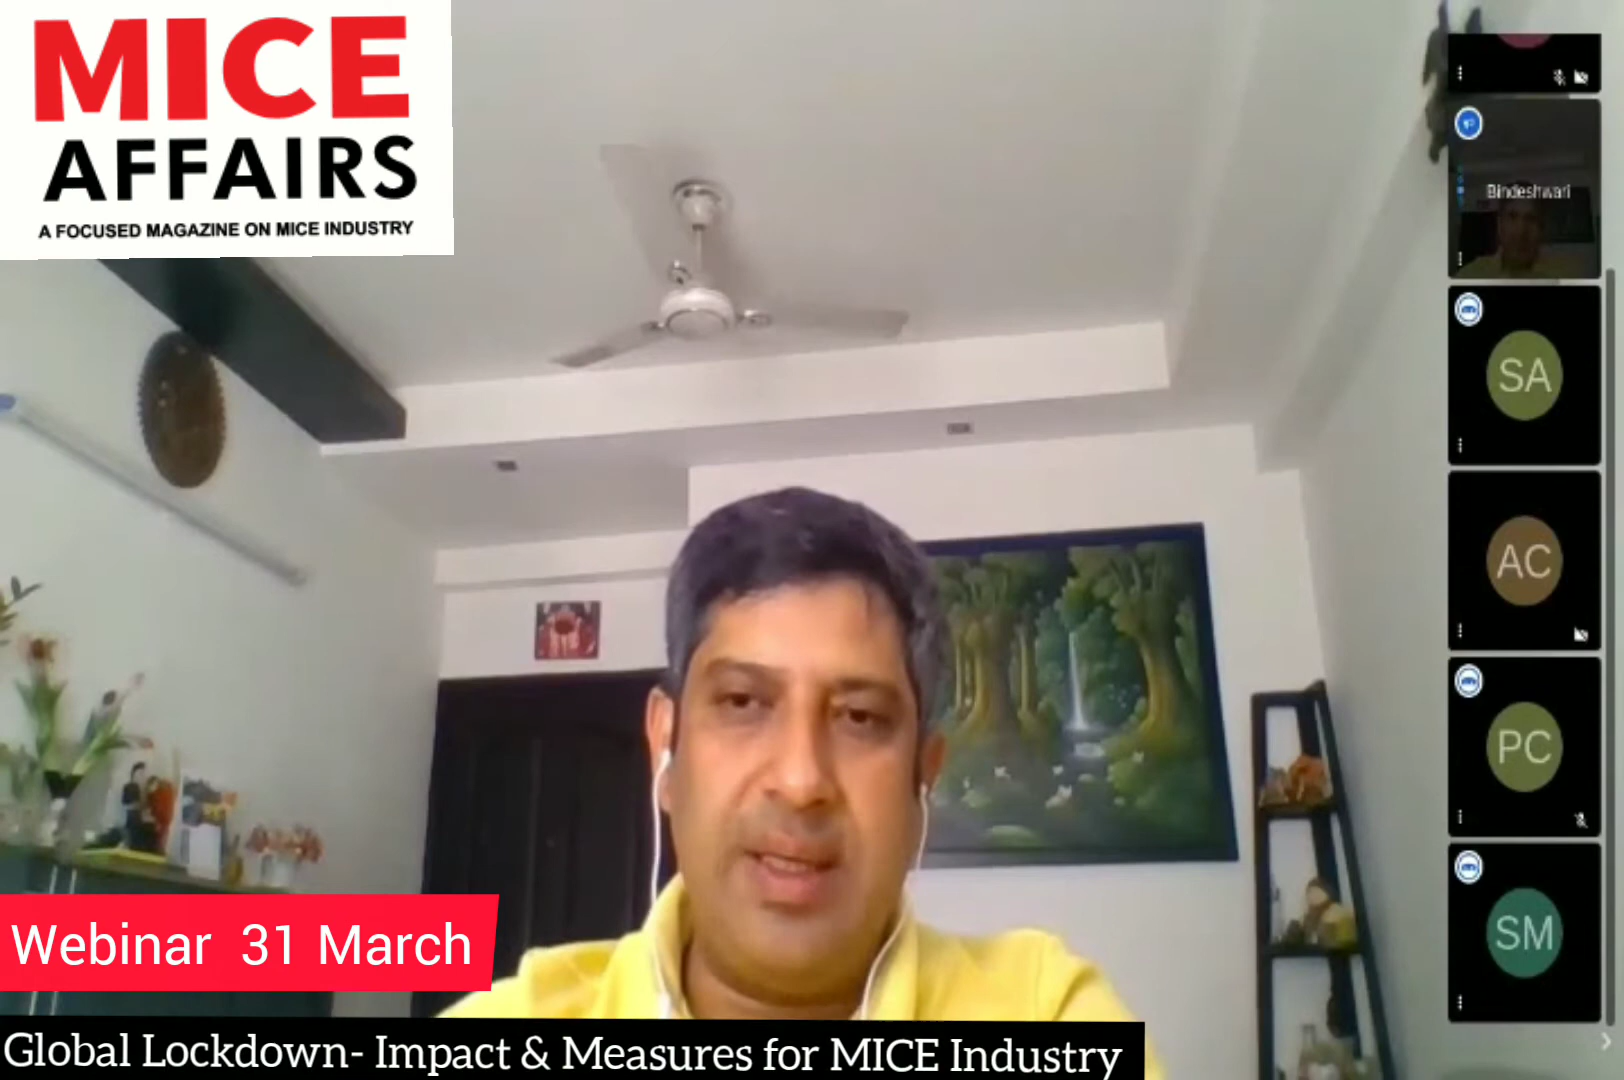 MICE
AFFAIRS
A FOCUSED MAGAZINE ON MICE INDUSTRY
Bindeshwari
SA
AC
PC
SM
Webinar 31 March
Global Lockdown- Impact & Measures for MICE Industry